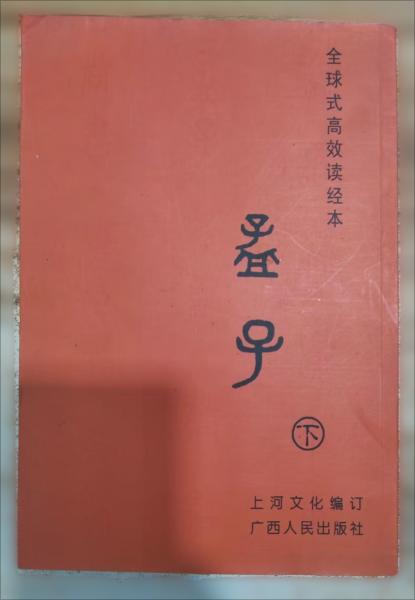 全球式高效读经本
孟子
下
上河文化编订
广西人民出版社